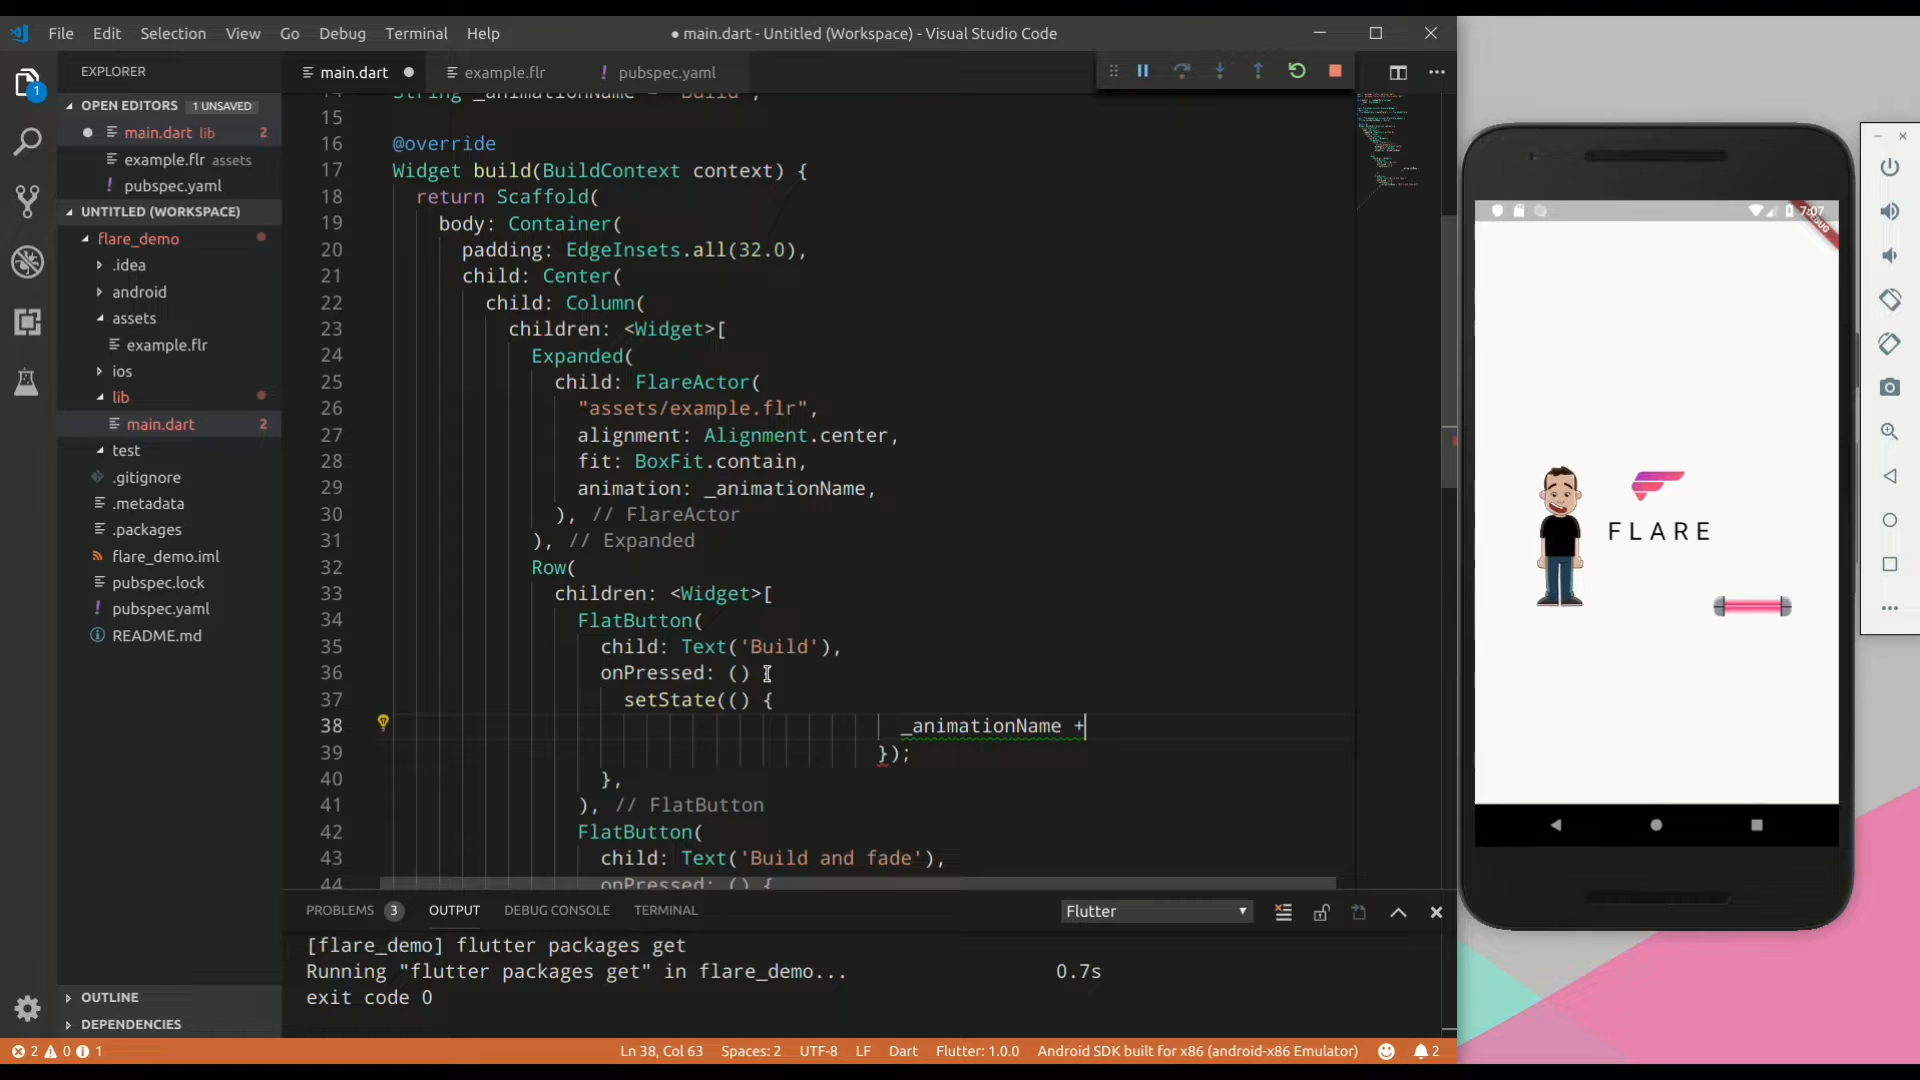 File Edit Selection View Go Debug Terminal Help
● main.dart - Untitled (Workspace) - Visual Studio Code
EXPLORER
main.dart
example.flr
! pubspec.yaml
1
OPEN EDITORS 1 UNSAVED
main.dart lib 2
example.flr assets
! pubspec.yaml
UNTITLED (WORKSPACE)
flare_demo
.idea
android
assets
example.flr
ios
lib
main.dart 2
test
.gitignore
.metadata
.packages
flare_demo.iml
pubspec.lock
! pubspec.yaml
README.md
OUTLINE
DEPENDENCIES
14 String _animationName = 'Build';
15
16 @override
17 Widget build(BuildContext context) {
18 return Scaffold(
19 body: Container(
20 padding: EdgeInsets.all(32.0),
21 child: Center(
22 child: Column(
23 children: <Widget>[
24 Expanded(
25 child: FlareActor(
26 "assets/example.flr",
27 alignment: Alignment.center,
28 fit: BoxFit.contain,
29 animation: _animationName,
30 ), // FlareActor
31 ), // Expanded
32 Row(
33 children: <Widget>[
34 FlatButton(
35 child: Text('Build'),
36 onPressed: ()
37 setState(() {
38 _animationName +
39 });
40 },
41 ), // FlatButton
42 FlatButton(
43 child: Text('Build and fade'),
44 onPressed: () {
PROBLEMS 3 OUTPUT DEBUG CONSOLE TERMINAL
Flutter
[flare_demo] flutter packages get
Running "flutter packages get" in flare_demo... 0.7s
exit code 0
2 0 1
Ln 38, Col 63 Spaces: 2 UTF-8 LF Dart Flutter: 1.0.0 Android SDK built for x86 (android-x86 Emulator) 2
7:07
DEBUG
FLARE